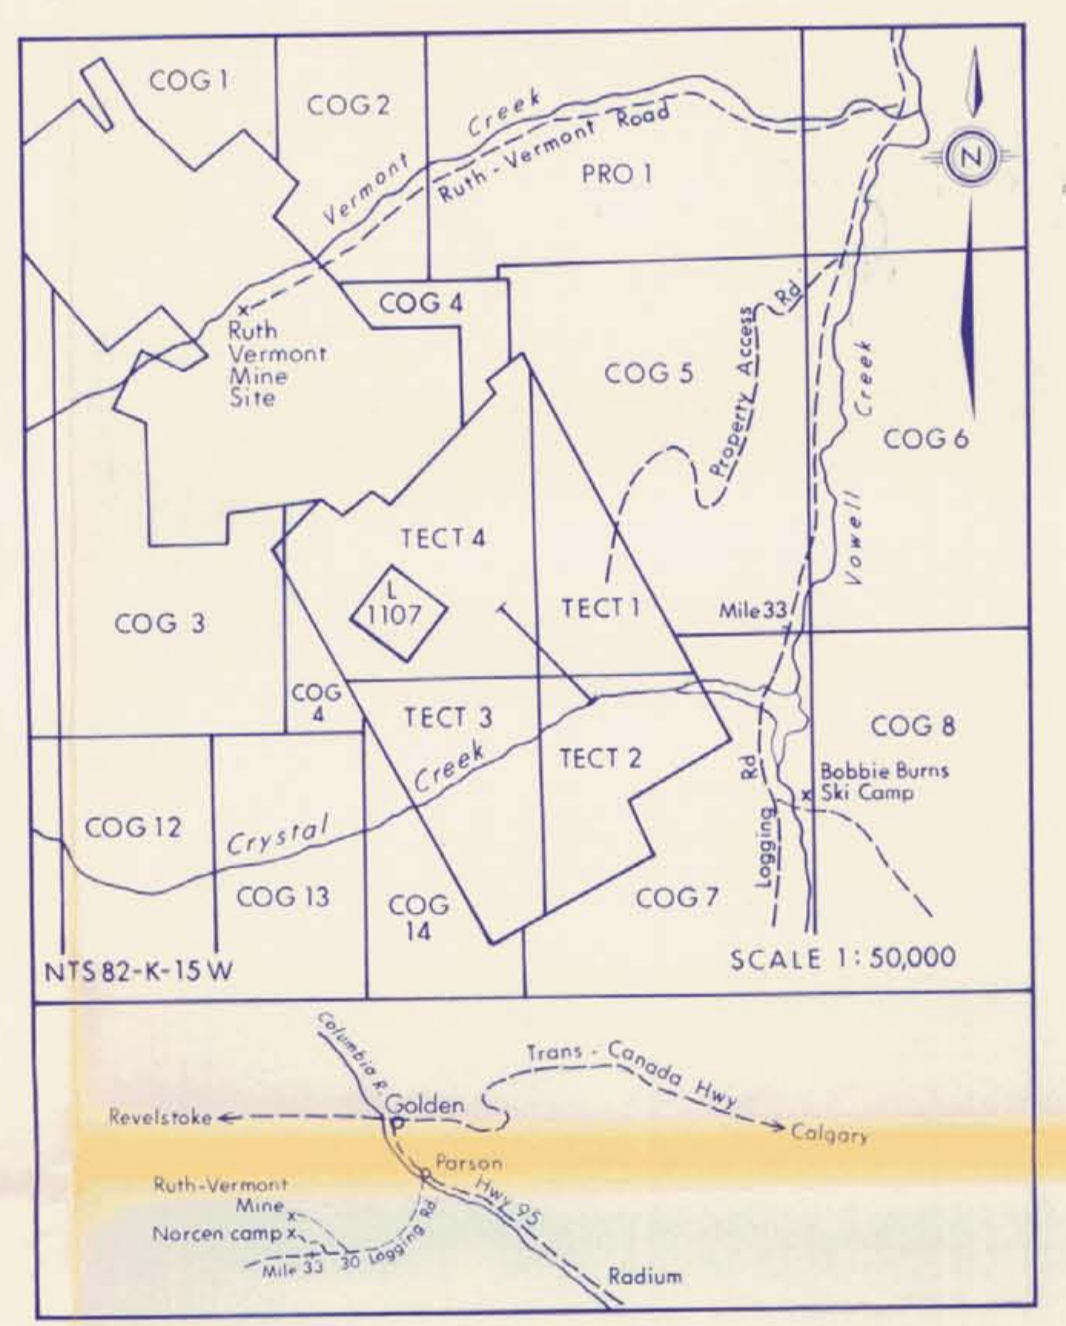 COG 1
COG 2
Vermont Creek
Ruth - Vermont Road
PRO 1
N
COG 4
Ruth
Vermont
Mine
Site
COG 5
Property Access Rd
Vowell Creek
COG 6
TECT 4
L
1107
TECT 1
Mile 33
COG 3
COG
4
TECT 3
TECT 2
COG 8
Bobbie Burns
Ski Camp
Logging Rd
Crystal Creek
COG 12
COG 13
COG
14
COG 7
NTS 82-K-15 W
SCALE 1:50,000
Columbia R.
Trans - Canada Hwy
Revelstoke
Golden
Calgary
Parson
Hwy 95
Ruth-Vermont
Mine
Norcen camp
Mile 33 30 Logging Rd
Radium